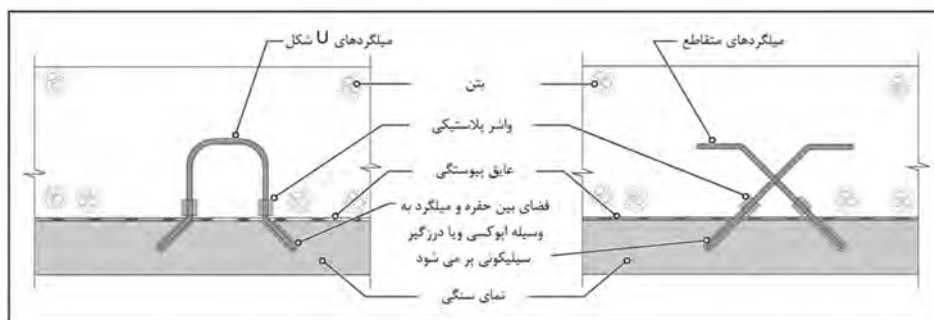 میلگردهای U شکل
میلگردهای متقاطع
بتن
واشر پلاستیکی
عایق پیوستگی
فضای بین حفره و میلگرد به
وسیله اپوکسی ویا درزگیر
سیلیکونی پر می شود
نمای سنگی